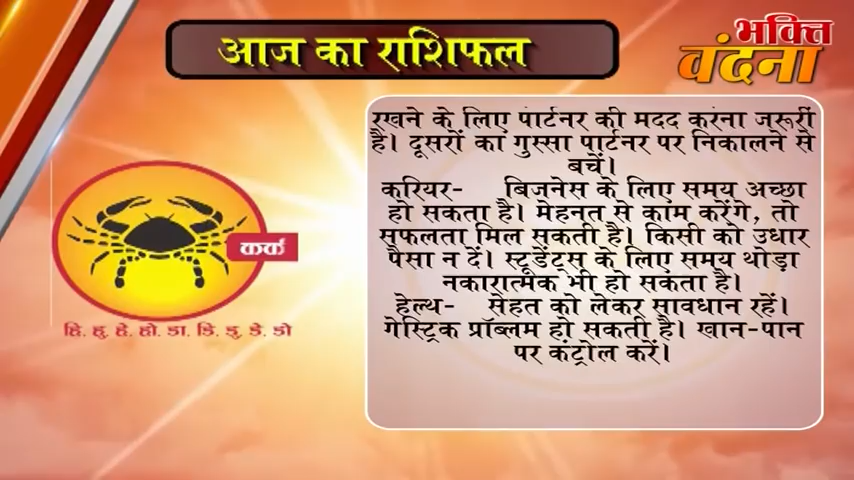 आज का राशिफल
भक्ति
वंदना
रखने के लिए पार्टनर की मदद करना जरूरी
है। दूसरों का गुस्सा पार्टनर पर निकालने से
बचें।
करियर- बिजनेस के लिए समय अच्छा
हो सकता है। मेहनत से काम करेंगे, तो
सफलता मिल सकती है। किसी को उधार
पैसा न दें। स्टूडेंट्स के लिए समय थोड़ा
नकारात्मक भी हो सकता है।
हेल्थ- सेहत को लेकर सावधान रहें।
गेस्ट्रिक प्रॉब्लम हो सकती है। खान-पान
पर कंट्रोल करें।
कर्क
हि. हु. हे. हो. डा. डि. डु. डे. डो